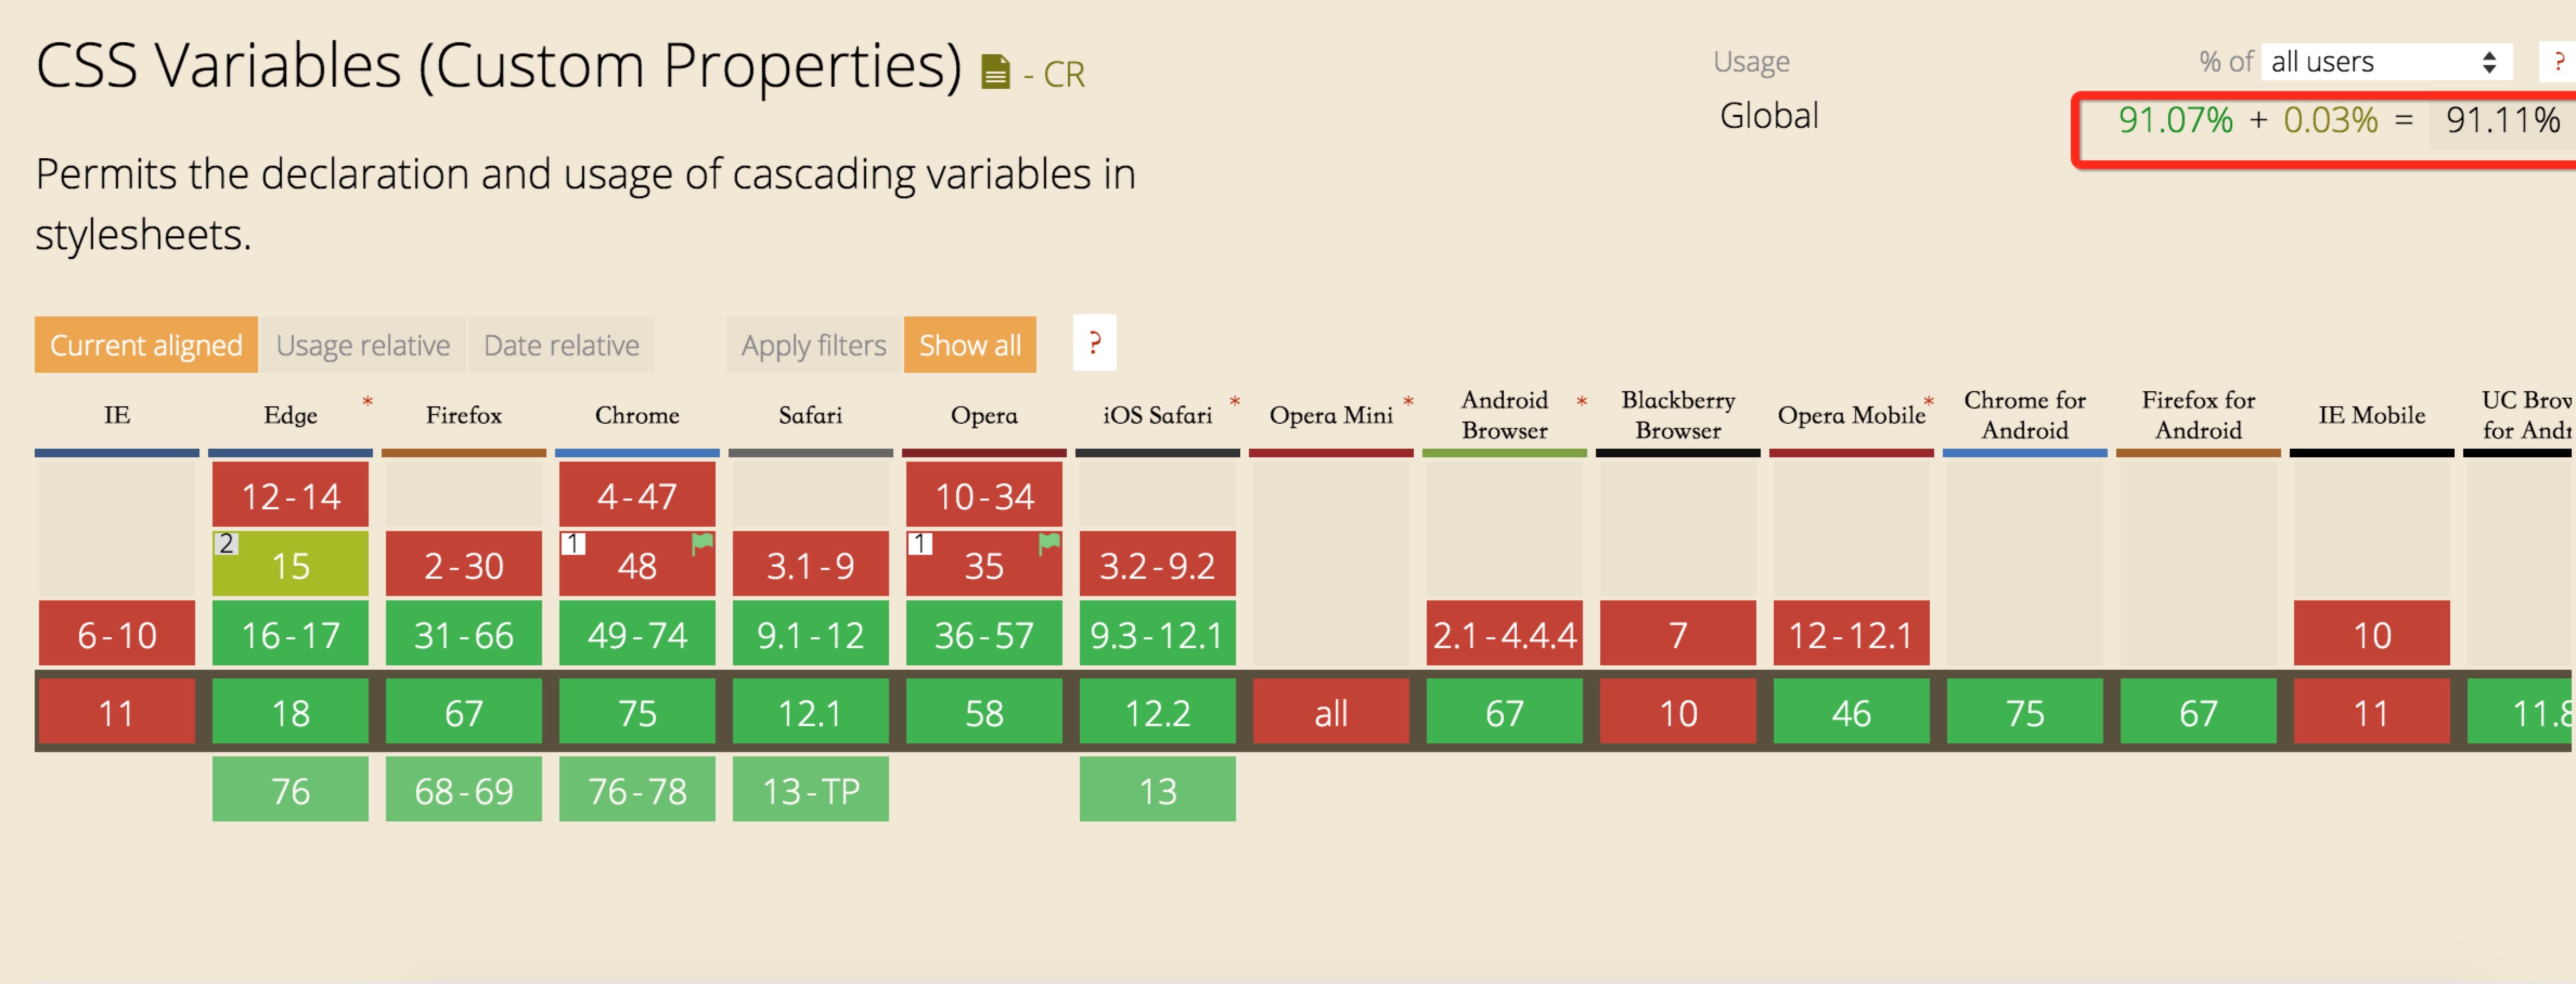 CSS Variables (Custom Properties) - CR
Usage % of all users ?
Global 91.07% + 0.03% = 91.11%
Permits the declaration and usage of cascading variables in
stylesheets.
Current aligned Usage relative Date relative Apply filters Show all ?
IE Edge * Firefox Chrome Safari Opera iOS Safari * Opera Mini * Android Browser * Blackberry Browser Opera Mobile * Chrome for Android Firefox for Android IE Mobile UC for
12-14 4-47 10-34
2 15 2-30 1 48 3.1-9 1 35 3.2-9.2
6-10 16-17 31-66 49-74 9.1-12 36-57 9.3-12.1 2.1-4.4.4 7 12-12.1 10
11 18 67 75 12.1 58 12.2 all 67 10 46 75 67 11
76 68-69 76-78 13-TP 13